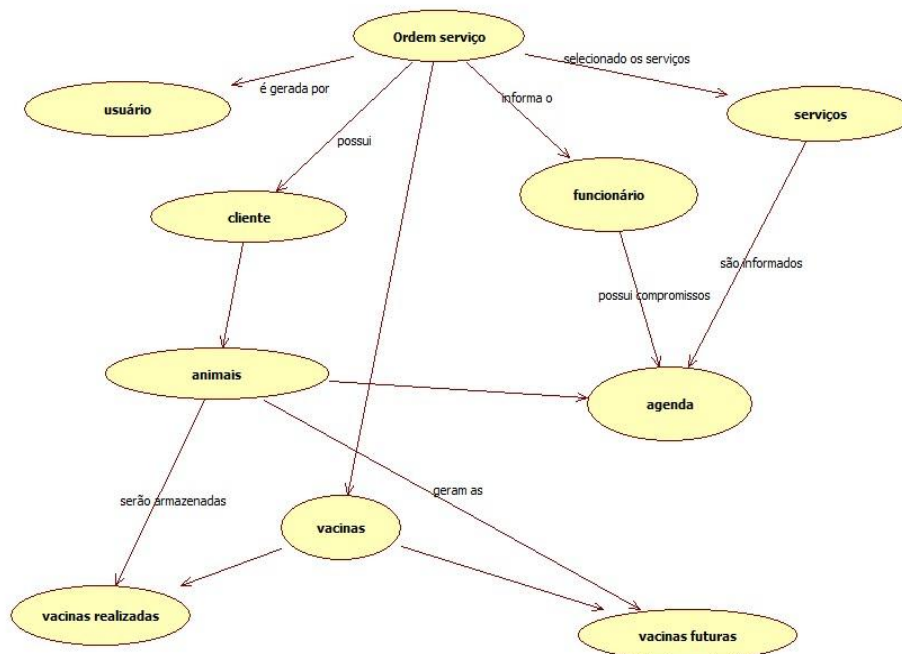 Ordem serviço
selecionado os serviços
é gerada por
usuário
informa o
serviços
possui
funcionário
cliente
são informados
possui compromissos
animais
agenda
serão armazenadas
geram as
vacinas
vacinas realizadas
vacinas futuras